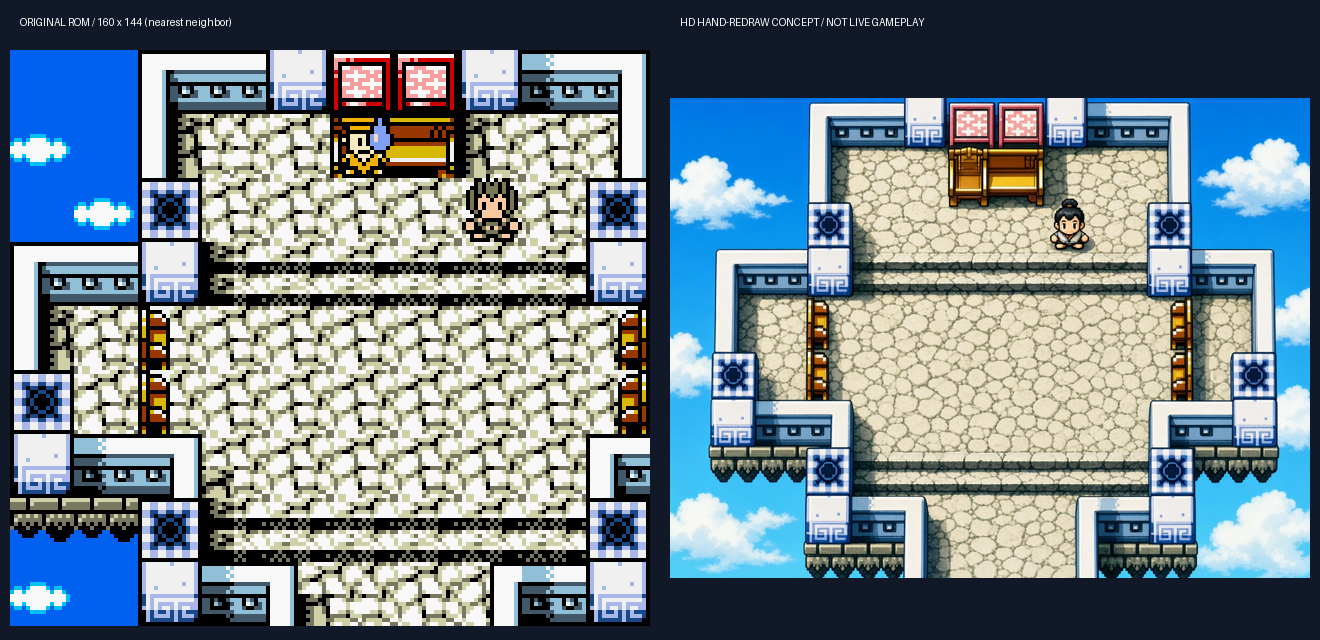 ORIGINAL ROM / 160 x 144 (nearest neighbor)
HD HAND-REDRAW CONCEPT / NOT LIVE GAMEPLAY